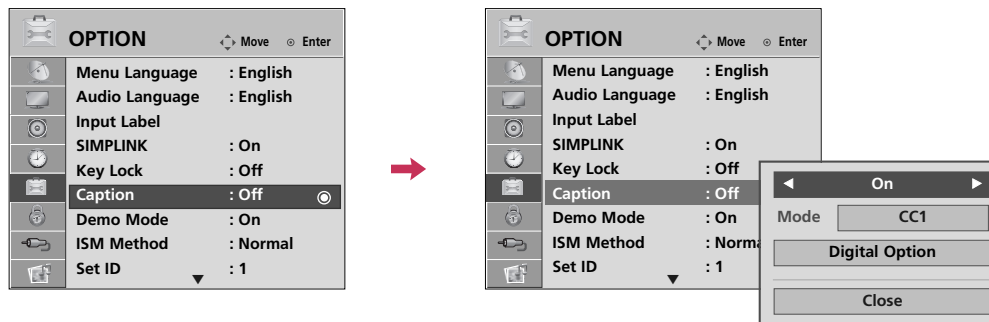 OPTION Move Enter
Menu Language : English
Audio Language : English
Input Label
SIMPLINK : On
Key Lock : Off
Caption : Off
Demo Mode : On
ISM Method : Normal
Set ID : 1
OPTION Move Enter
Menu Language : English
Audio Language : English
Input Label
SIMPLINK : On
Key Lock : Off
Caption : Off
Demo Mode : On
ISM Method : Norma
Set ID : 1
◀ On ▶
Mode CC1
Digital Option
Close